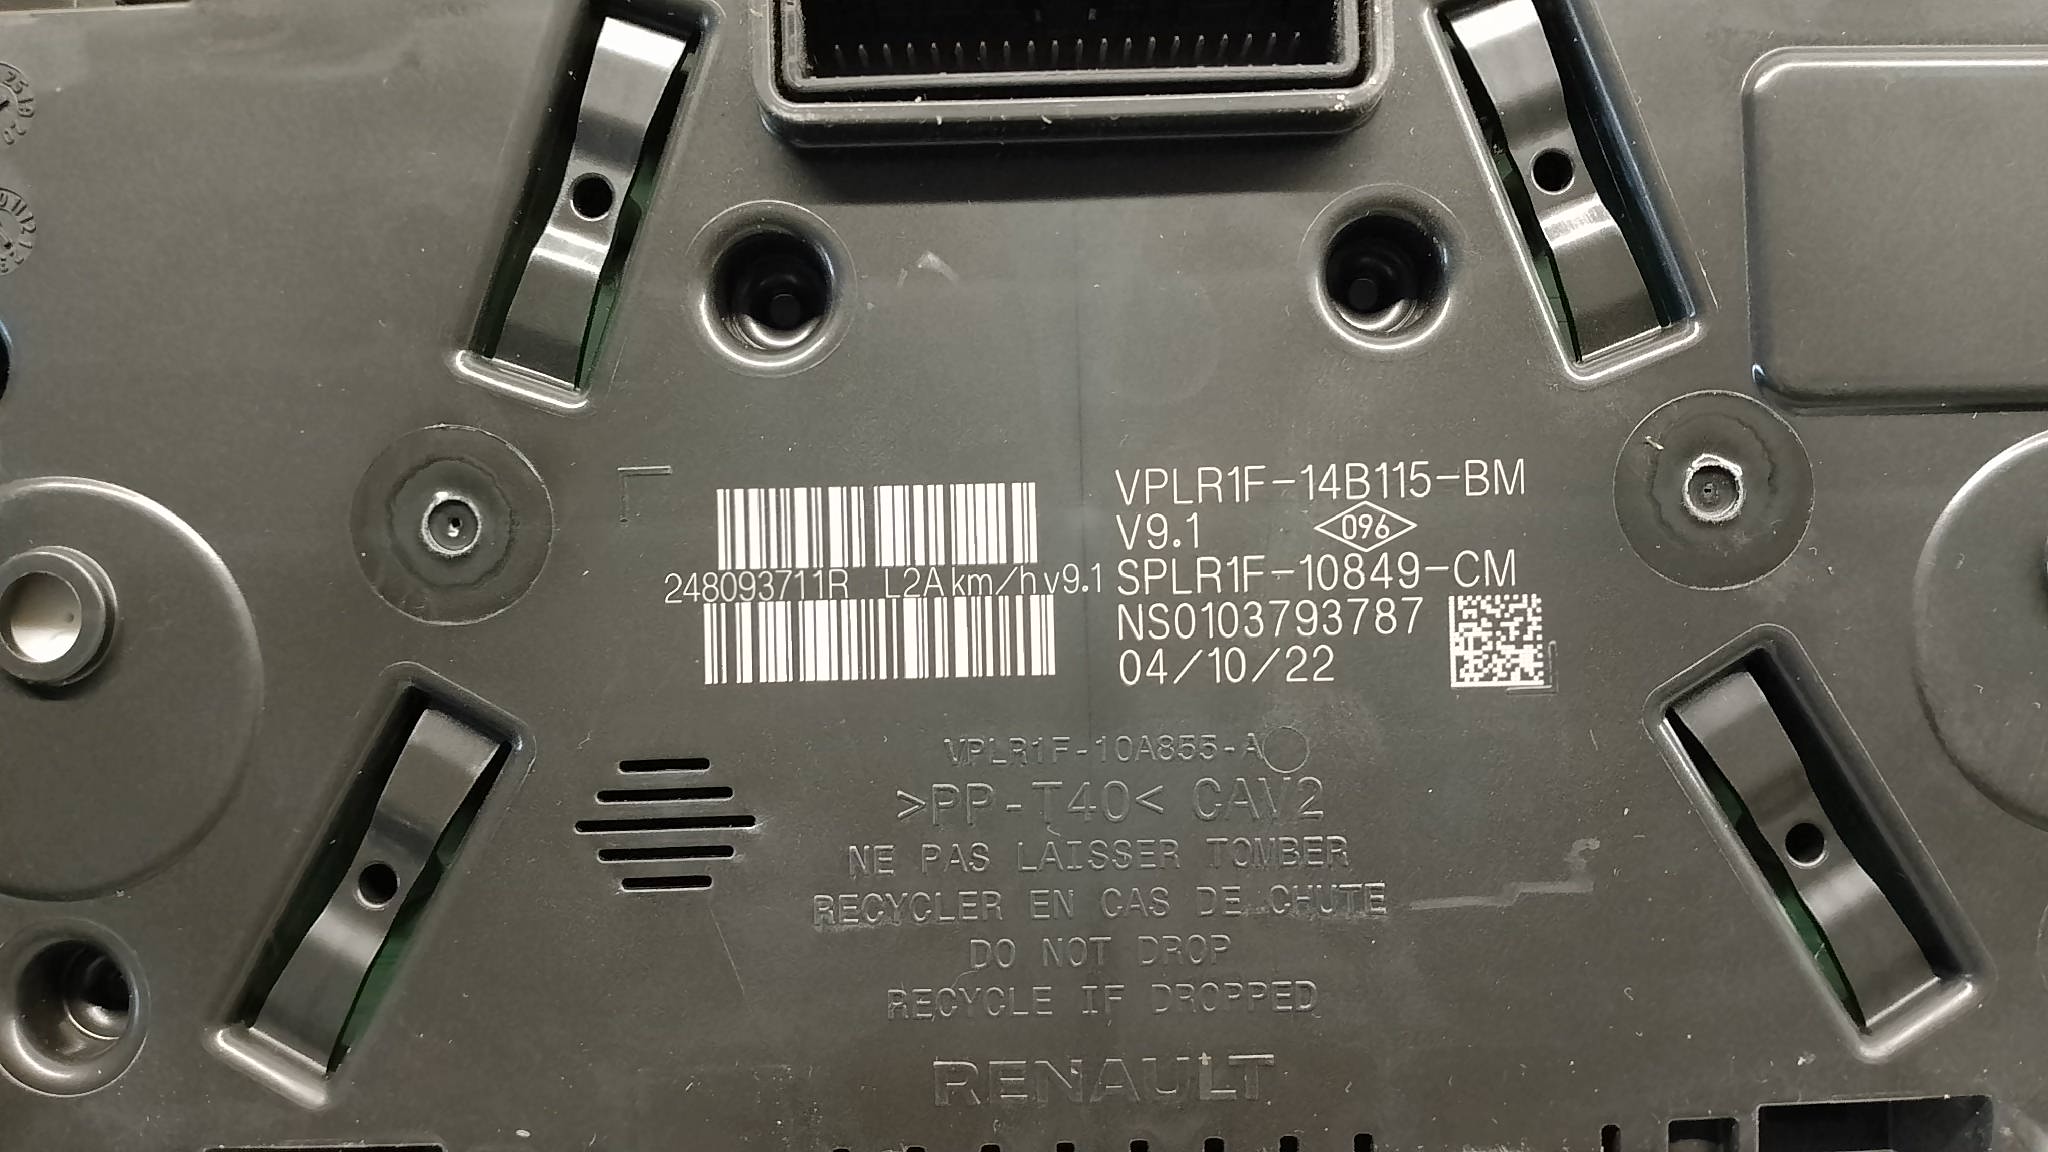 VPLR1F-14B115-BM
V9.1
096
248093711R L2A km/h v9.1
SPLR1F-10849-CM
NS0103793787
04/10/22
VPLR1F-10A855-A
>PP-T40< CAV2
NE PAS LAISSER TOMBER
RECYCLER EN CAS DE CHUTE
DO NOT DROP
RECYCLE IF DROPPED
RENAULT